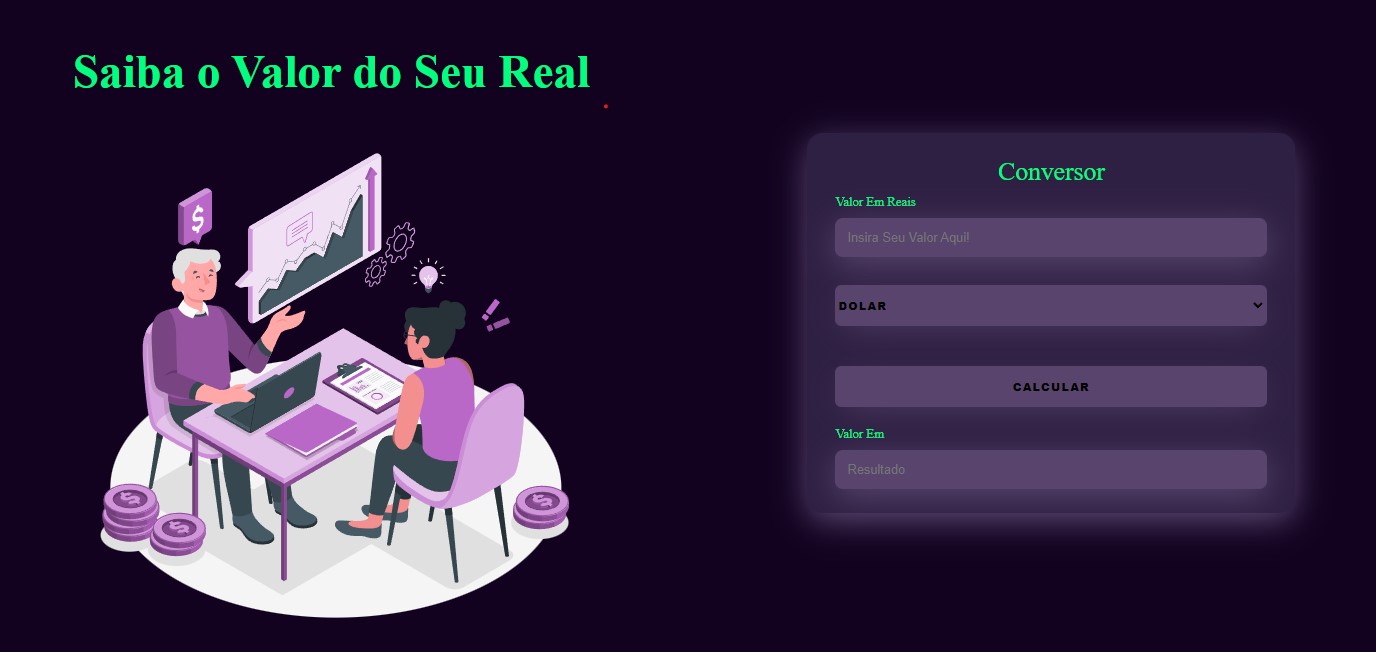 Saiba o Valor do Seu Real
Conversor
Valor Em Reais
Insira Seu Valor Aqui!
DOLAR
CALCULAR
Valor Em
Resultado